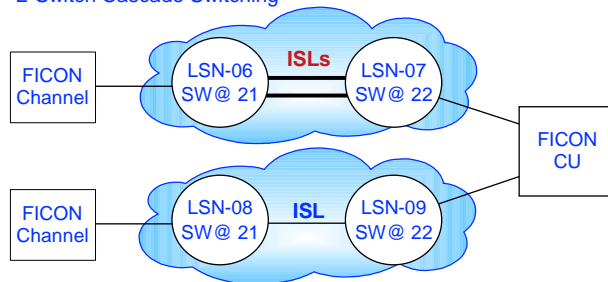 2 Switch Cascade Switching
FICON
Channel
LSN-06
SW@ 21
ISLs
LSN-07
SW@ 22
FICON
CU
FICON
Channel
LSN-08
SW@ 21
ISL
LSN-09
SW@ 22